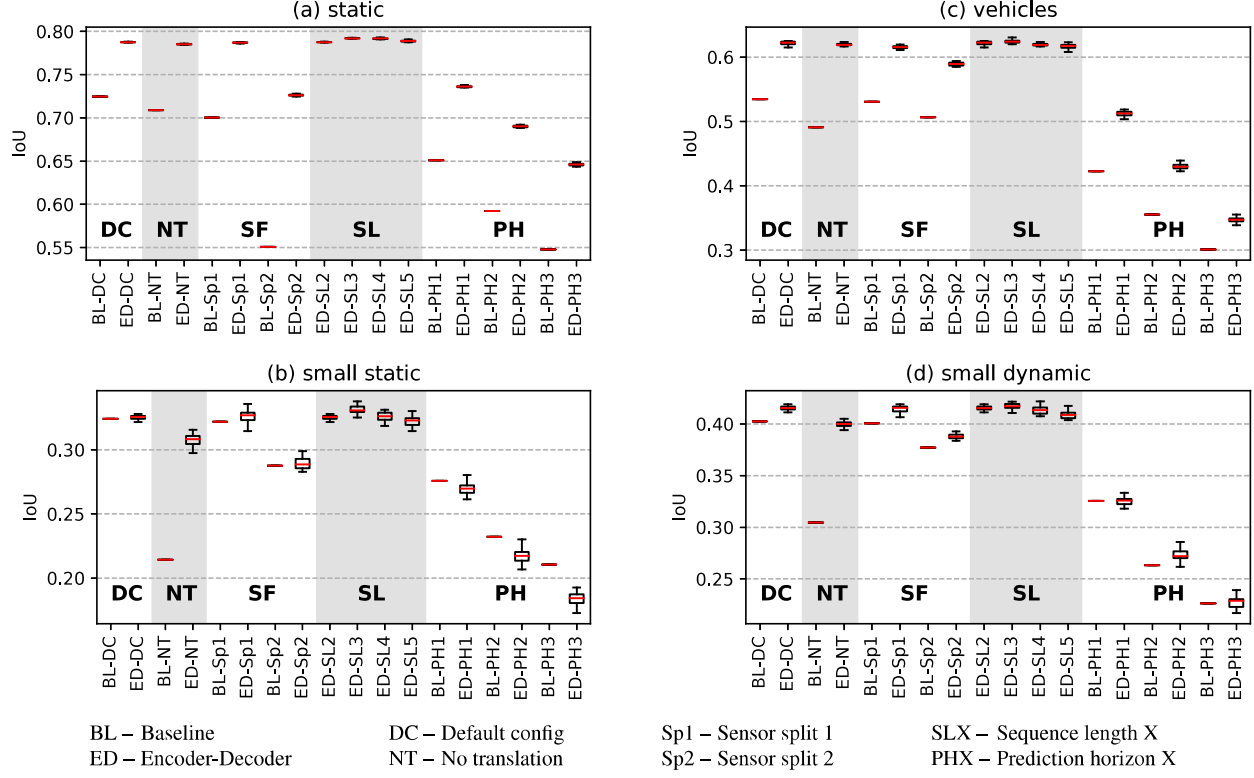 (a) static
IoU
0.80
0.75
0.70
0.65
0.60
0.55
DC NT SF SL PH
BL-DC ED-DC BL-NT ED-NT BL-Sp1 ED-Sp1 BL-Sp2 ED-Sp2 ED-SL2 ED-SL3 ED-SL4 ED-SL5 BL-PH1 ED-PH1 BL-PH2 ED-PH2 BL-PH3 ED-PH3
(c) vehicles
IoU
0.6
0.5
0.4
0.3
DC NT SF SL PH
BL-DC ED-DC BL-NT ED-NT BL-Sp1 ED-Sp1 BL-Sp2 ED-Sp2 ED-SL2 ED-SL3 ED-SL4 ED-SL5 BL-PH1 ED-PH1 BL-PH2 ED-PH2 BL-PH3 ED-PH3
(b) small static
IoU
0.30
0.25
0.20
DC NT SF SL PH
BL-DC ED-DC BL-NT ED-NT BL-Sp1 ED-Sp1 BL-Sp2 ED-Sp2 ED-SL2 ED-SL3 ED-SL4 ED-SL5 BL-PH1 ED-PH1 BL-PH2 ED-PH2 BL-PH3 ED-PH3
(d) small dynamic
IoU
0.40
0.35
0.30
0.25
DC NT SF SL PH
BL-DC ED-DC BL-NT ED-NT BL-Sp1 ED-Sp1 BL-Sp2 ED-Sp2 ED-SL2 ED-SL3 ED-SL4 ED-SL5 BL-PH1 ED-PH1 BL-PH2 ED-PH2 BL-PH3 ED-PH3
BL – Baseline DC – Default config Sp1 – Sensor split 1 SLX – Sequence length X
ED – Encoder-Decoder NT – No translation Sp2 – Sensor split 2 PHX – Prediction horizon X